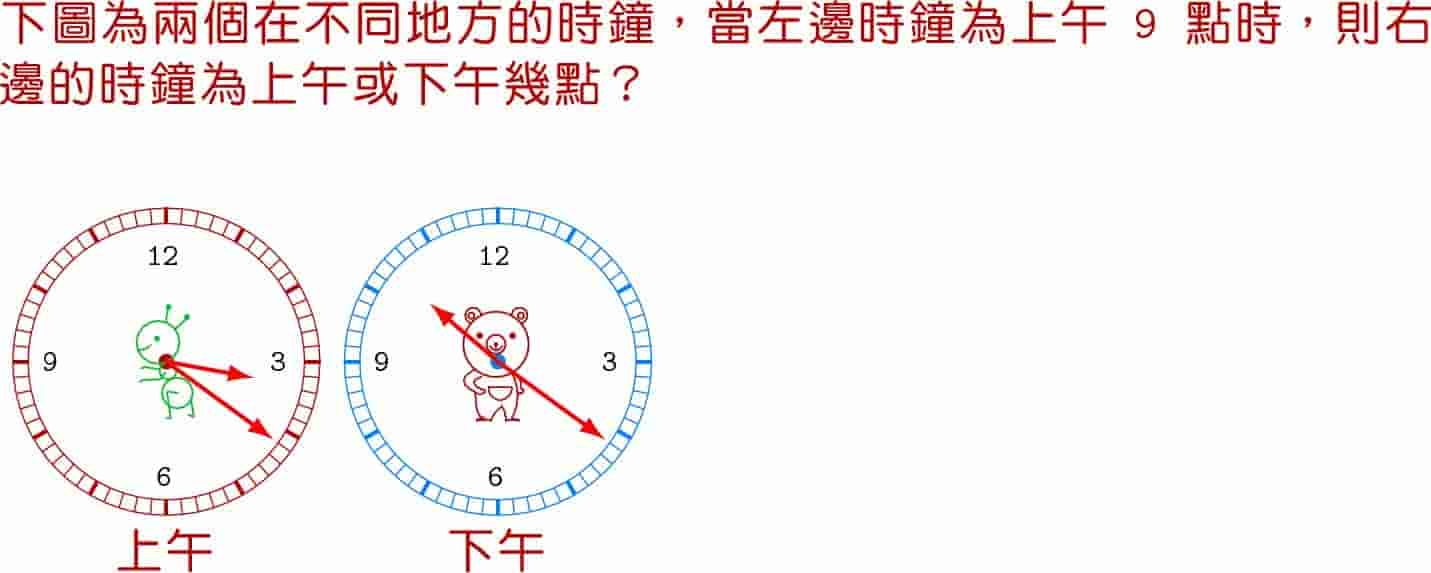 下圖為兩個在不同地方的時鐘，當左邊時鐘為上午 9 點時，則右
邊的時鐘為上午或下午幾點？
12 12
9 3 9 3
6 6
上午 下午